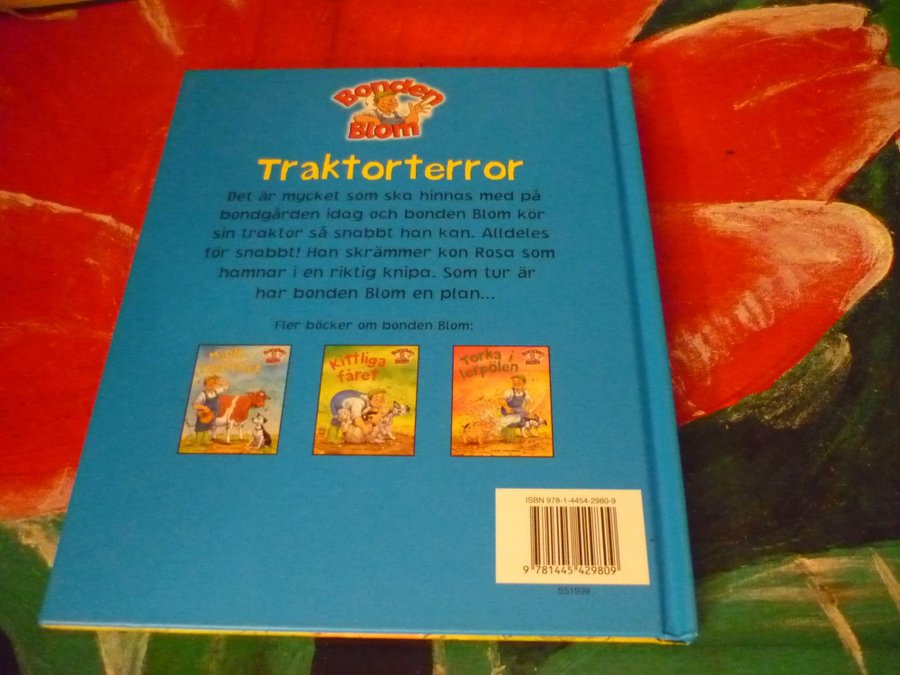 Bonden
Blom
Traktorterror
Det är mycket som ska hinnas med på
bondgården idag och bonden Blom kör
sin traktor så snabbt han kan. Alldeles
för snabbt! Han skrämmer kon Rosa som
hamnar i en riktig knipa. Som tur är
har bonden Blom en plan...
Fler böcker om bonden Blom:
Kittliga
fåret
Torka i
lerpölen
ISBN 978-1-4454-2980-9
9 781445 429809
S51999